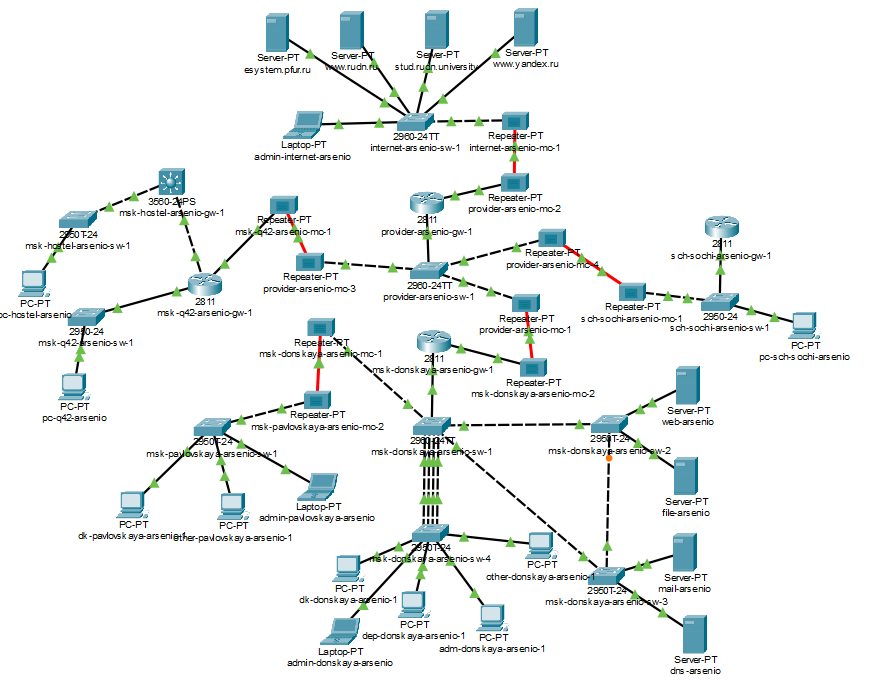 Server-PT
esystem.pfur.ru
Server-PT
www.rudn.ru
Server-PT
stud.rudn.university
Server-PT
www.yandex.ru
Laptop-PT
admin-internet-arsenio
2960-24TT
internet-arsenio-sw-1
Repeater-PT
internet-arsenio-mc-1
Repeater-PT
provider-arsenio-mc-2
3560-24PS
msk-hostel-arsenio-gw-1
2950T-24
msk-hostel-arsenio-sw-1
PC-PT
pc-hostel-arsenio
Repeater-PT
msk-q42-arsenio-mc-1
Repeater-PT
provider-arsenio-mc-3
2811
msk-q42-arsenio-gw-1
2950-24
msk-q42-arsenio-sw-1
PC-PT
pc-q42-arsenio
2811
provider-arsenio-gw-1
2960-24TT
provider-arsenio-sw-1
Repeater-PT
provider-arsenio-mc-4
Repeater-PT
provider-arsenio-mc-1
Repeater-PT
sch-sochi-arsenio-mc-1
2811
sch-sochi-arsenio-gw-1
2950-24
sch-sochi-arsenio-sw-1
PC-PT
pc-sch-sochi-arsenio
Repeater-PT
msk-donskaya-arsenio-mc-1
2811
msk-donskaya-arsenio-gw-1
Repeater-PT
msk-donskaya-arsenio-mc-2
Repeater-PT
msk-pavlovskaya-arsenio-mc-2
2950T-24
msk-pavlovskaya-arsenio-sw-1
PC-PT
dk-pavlovskaya-arsenio-1
PC-PT
other-pavlovskaya-arsenio-1
Laptop-PT
admin-pavlovskaya-arsenio
2960-24TT
msk-donskaya-arsenio-sw-1
2950T-24
msk-donskaya-arsenio-sw-2
Server-PT
web-arsenio
Server-PT
file-arsenio
2950T-24
msk-donskaya-arsenio-sw-4
PC-PT
dk-donskaya-arsenio-1
PC-PT
dep-donskaya-arsenio-1
PC-PT
adm-donskaya-arsenio-1
PC-PT
other-donskaya-arsenio-1
Laptop-PT
admin-donskaya-arsenio
2950T-24
msk-donskaya-arsenio-sw-3
Server-PT
mail-arsenio
Server-PT
dns-arsenio